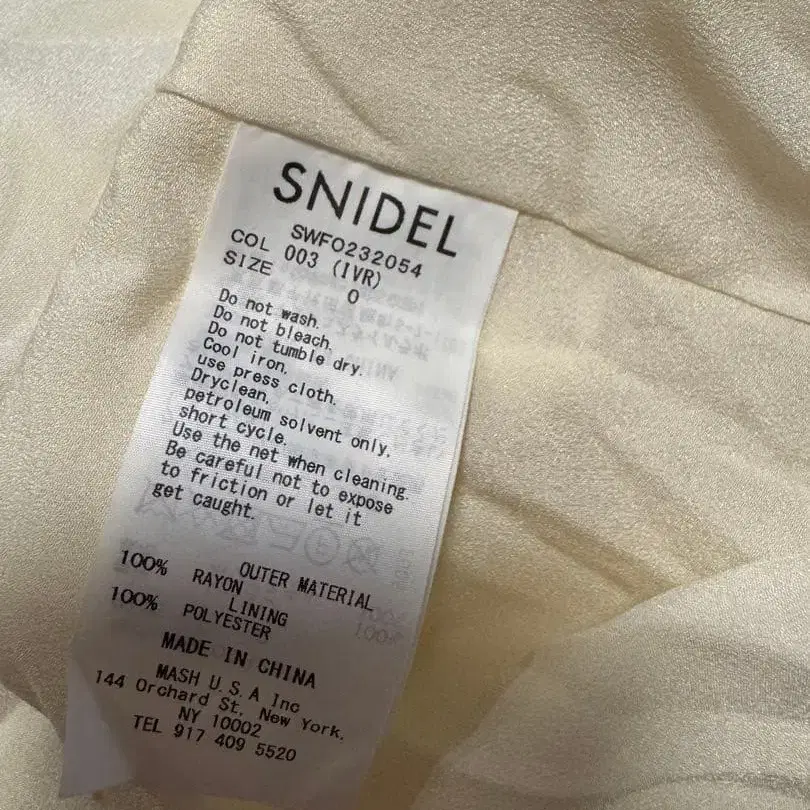 SNIDEL
SWFO232054
COL 003 (IVR)
SIZE 0
Do not wash.
Do not bleach.
Do not tumble dry.
Cool iron,
use press cloth.
Dryclean,
petroleum solvent only,
short cycle.
Use the net when cleaning.
Be careful not to expose
to friction or let it
get caught.
OUTER MATERIAL
100% RAYON
LINING
100% POLYESTER
MADE IN CHINA
MASH U.S.A Inc
144 Orchard St, New York,
NY 10002
TEL 917 409 5520